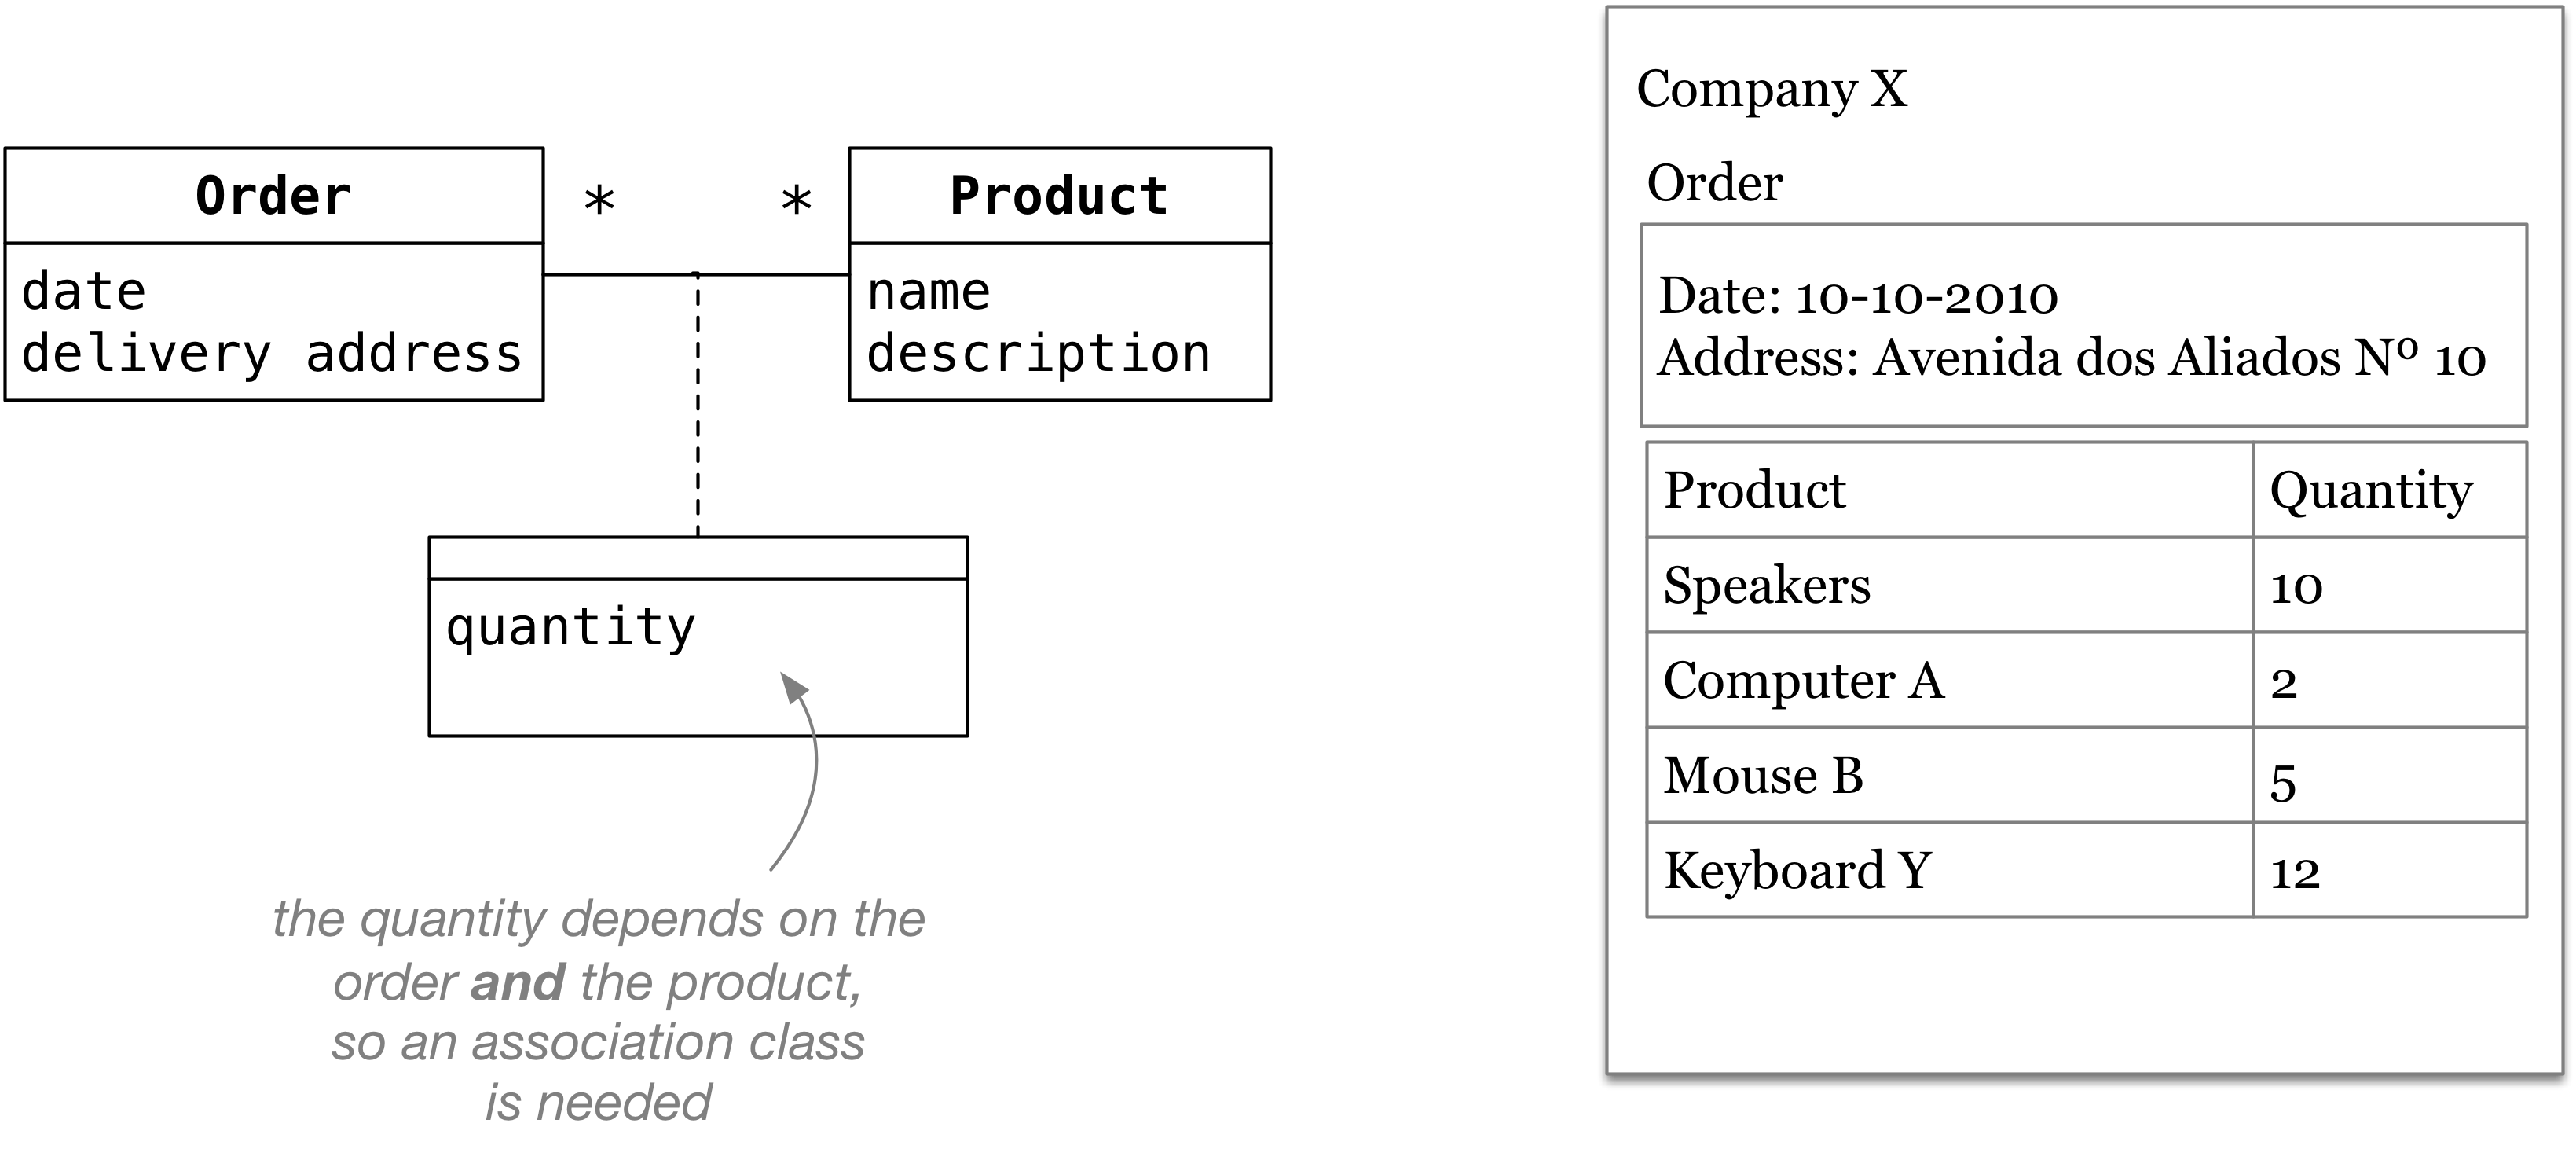 Order
*
*
Product
date
delivery address
name
description
quantity
the quantity depends on the
order and the product,
so an association class
is needed
Company X
Order
Date: 10-10-2010
Address: Avenida dos Aliados Nº 10
Product Quantity
Speakers 10
Computer A 2
Mouse B 5
Keyboard Y 12